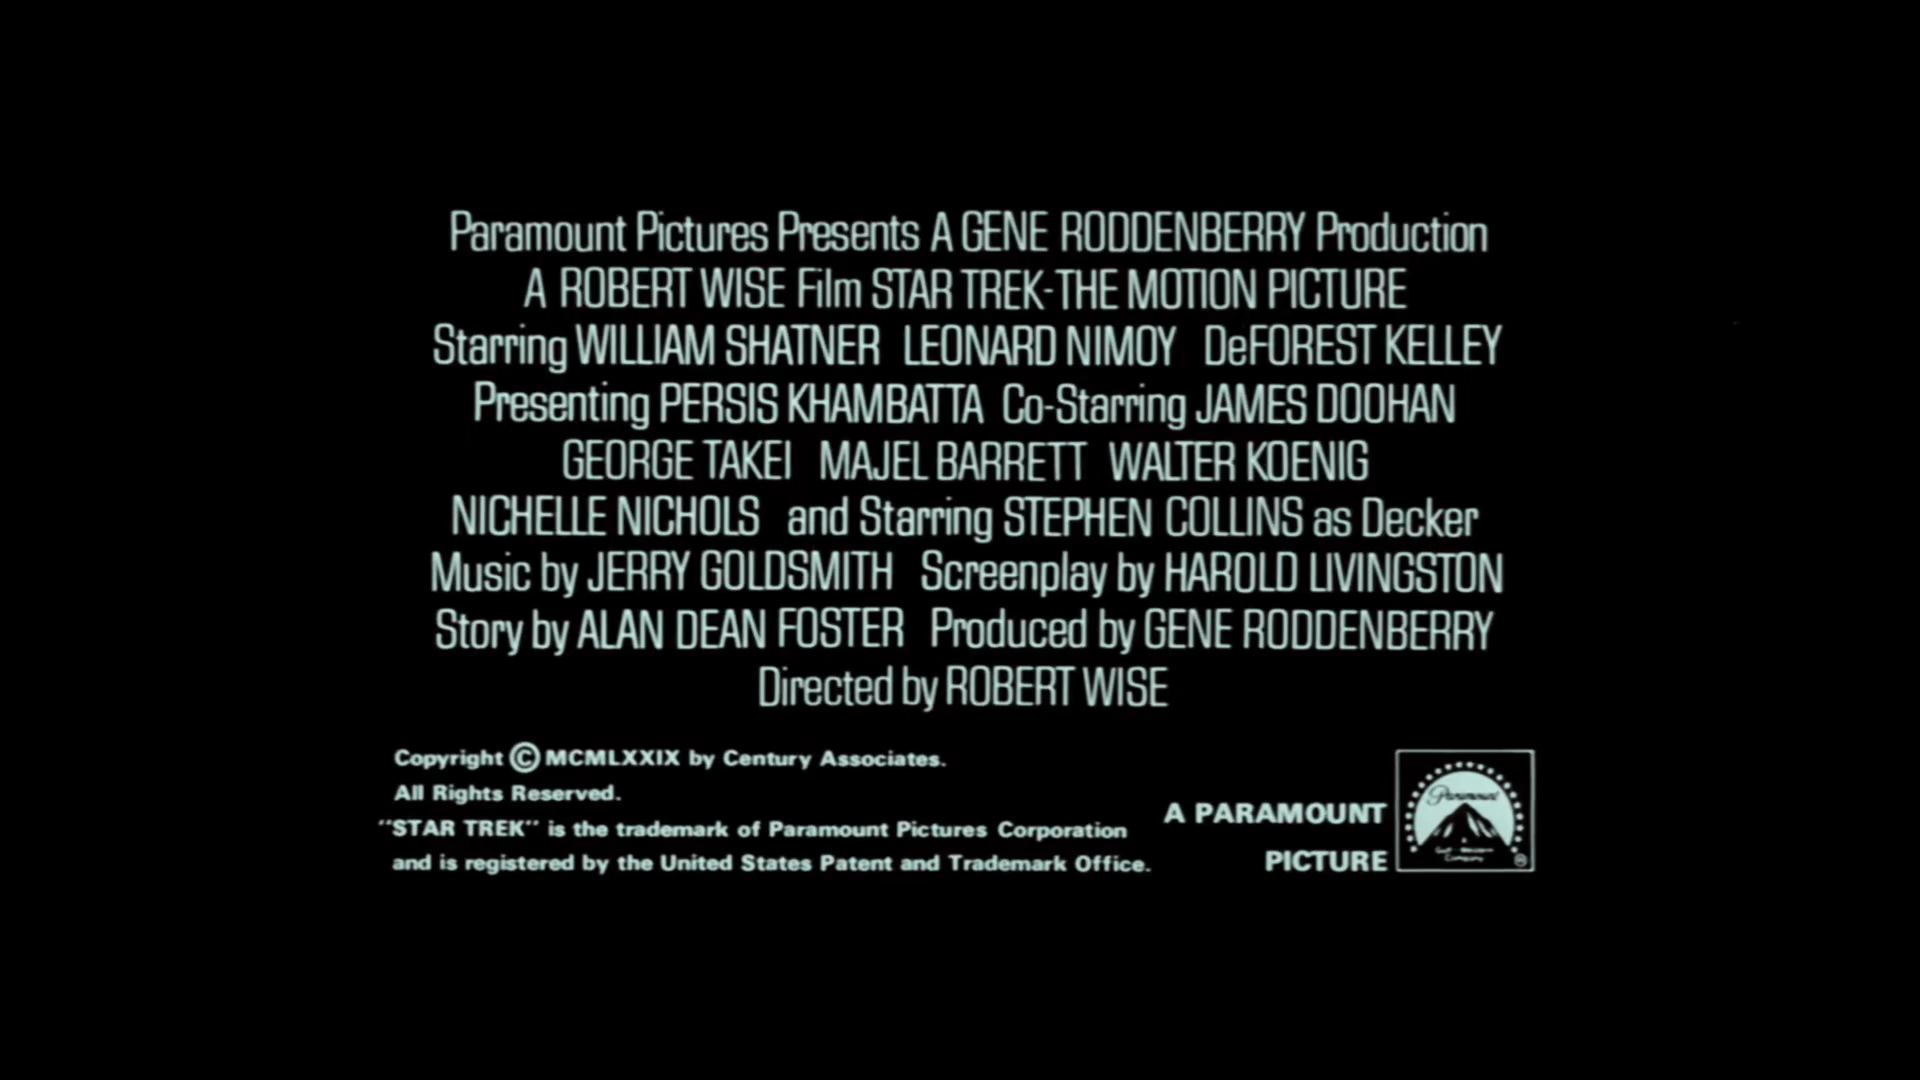 Paramount Pictures Presents A GENE RODDENBERRY Production
A ROBERT WISE Film STAR TREK-THE MOTION PICTURE
Starring WILLIAM SHATNER LEONARD NIMOY DeFOREST KELLEY
Presenting PERSIS KHAMBATTA Co-Starring JAMES DOOHAN
GEORGE TAKEI MAJEL BARRETT WALTER KOENIG
NICHELLE NICHOLS and Starring STEPHEN COLLINS as Decker
Music by JERRY GOLDSMITH Screenplay by HAROLD LIVINGSTON
Story by ALAN DEAN FOSTER Produced by GENE RODDENBERRY
Directed by ROBERT WISE
Copyright © MCMLXXIX by Century Associates.
All Rights Reserved.
"STAR TREK" is the trademark of Paramount Pictures Corporation
and is registered by the United States Patent and Trademark Office.
A PARAMOUNT
PICTURE
Paramount
Company
®